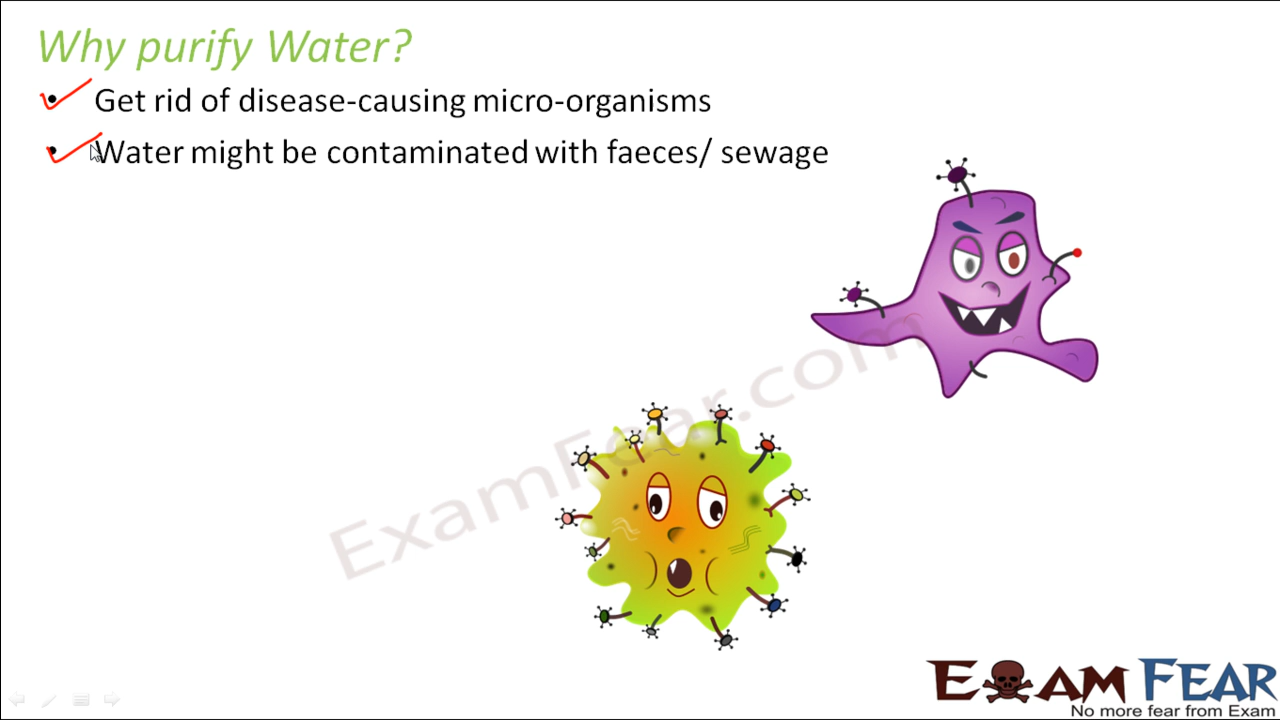 Why purify Water?
• Get rid of disease-causing micro-organisms
• Water might be contaminated with faeces/ sewage
ExamFear.com
EXAM FEAR
No more fear from Exam